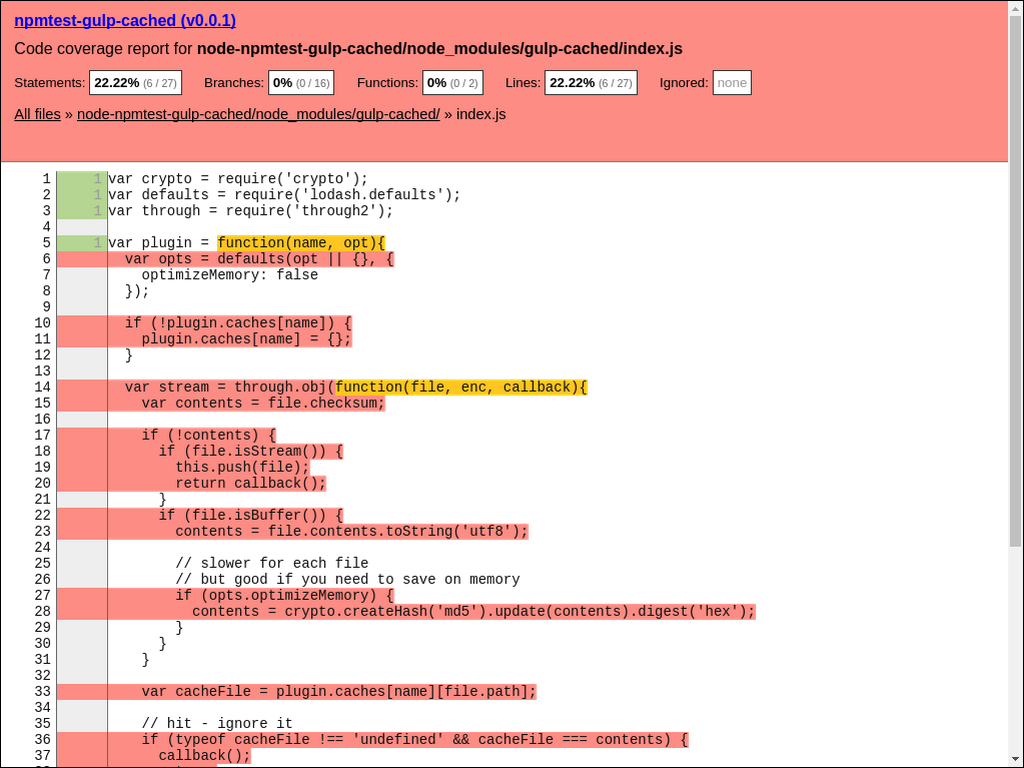 npmtest-gulp-cached (v0.0.1)
Code coverage report for node-npmtest-gulp-cached/node_modules/gulp-cached/index.js
Statements: 22.22% (6 / 27) Branches: 0% (0 / 16) Functions: 0% (0 / 2) Lines: 22.22% (6 / 27) Ignored: none
All files » node-npmtest-gulp-cached/node_modules/gulp-cached/ » index.js
1 1 var crypto = require('crypto');
2 1 var defaults = require('lodash.defaults');
3 1 var through = require('through2');
4
5 1 var plugin = function(name, opt){
6   var opts = defaults(opt || {}, {
7     optimizeMemory: false
8   });
9
10   if (!plugin.caches[name]) {
11     plugin.caches[name] = {};
12   }
13
14   var stream = through.obj(function(file, enc, callback){
15     var contents = file.checksum;
16
17     if (!contents) {
18       if (file.isStream()) {
19         this.push(file);
20         return callback();
21       }
22       if (file.isBuffer()) {
23         contents = file.contents.toString('utf8');
24
25         // slower for each file
26         // but good if you need to save on memory
27         if (opts.optimizeMemory) {
28           contents = crypto.createHash('md5').update(contents).digest('hex');
29         }
30       }
31     }
32
33     var cacheFile = plugin.caches[name][file.path];
34
35     // hit - ignore it
36     if (typeof cacheFile !== 'undefined' && cacheFile === contents) {
37       callback();